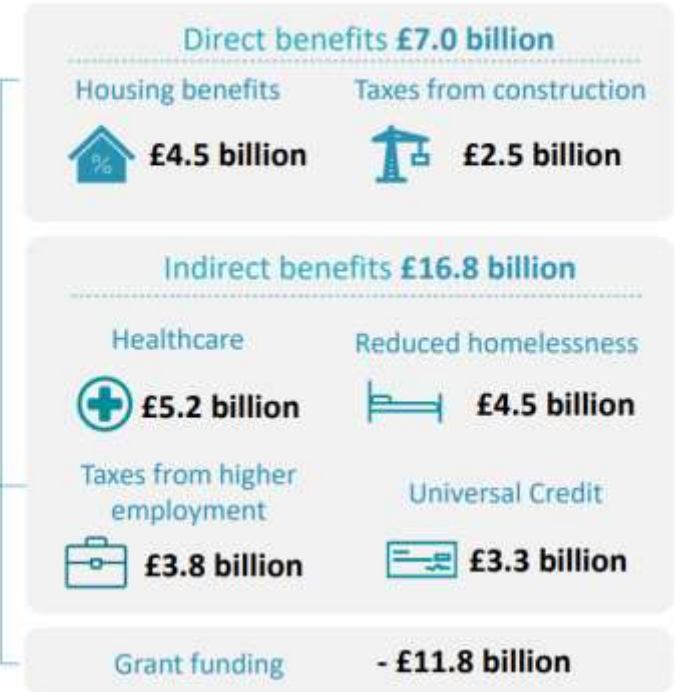 Direct benefits £7.0 billion
Housing benefits
Taxes from construction
%
£4.5 billion
£2.5 billion
Indirect benefits £16.8 billion
Healthcare
Reduced homelessness
£5.2 billion
£4.5 billion
Taxes from higher
employment
Universal Credit
£3.8 billion
£3.3 billion
Grant funding
- £11.8 billion